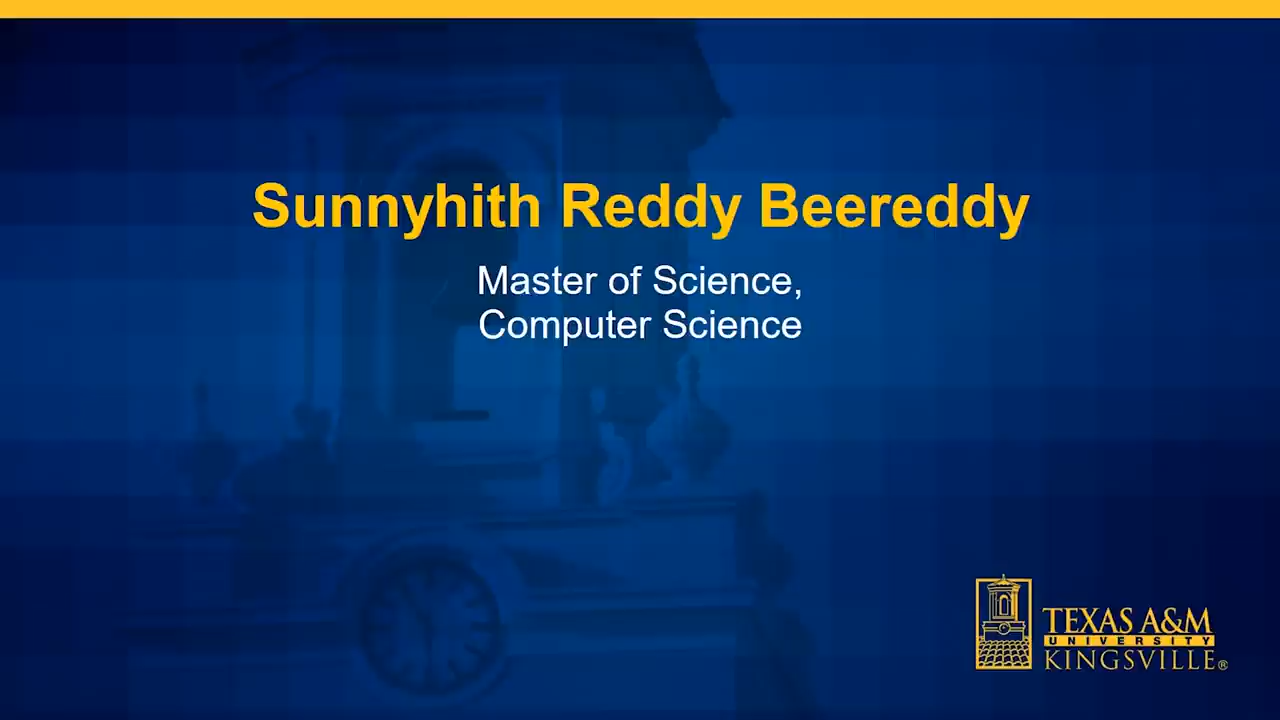 Sunnyhith Reddy Beereddy
Master of Science,
Computer Science
TEXAS A&M
UNIVERSITY
KINGSVILLE®